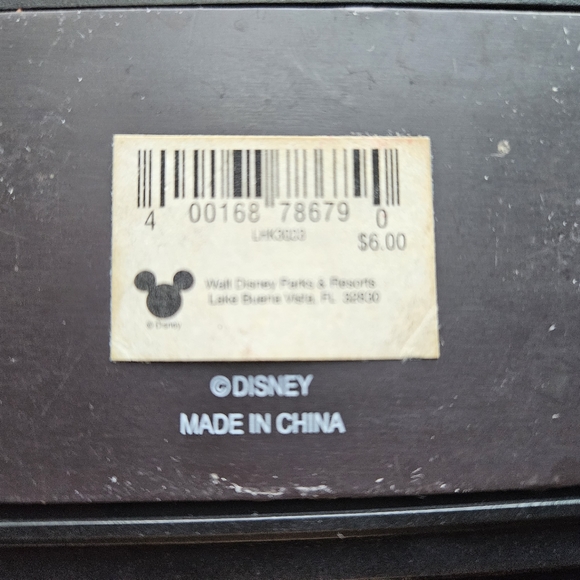 4 00168 78679 0
$6.00
Walt Disney Parks & Resorts
Lake Buena Vista, FL 32830
© Disney
© DISNEY
MADE IN CHINA